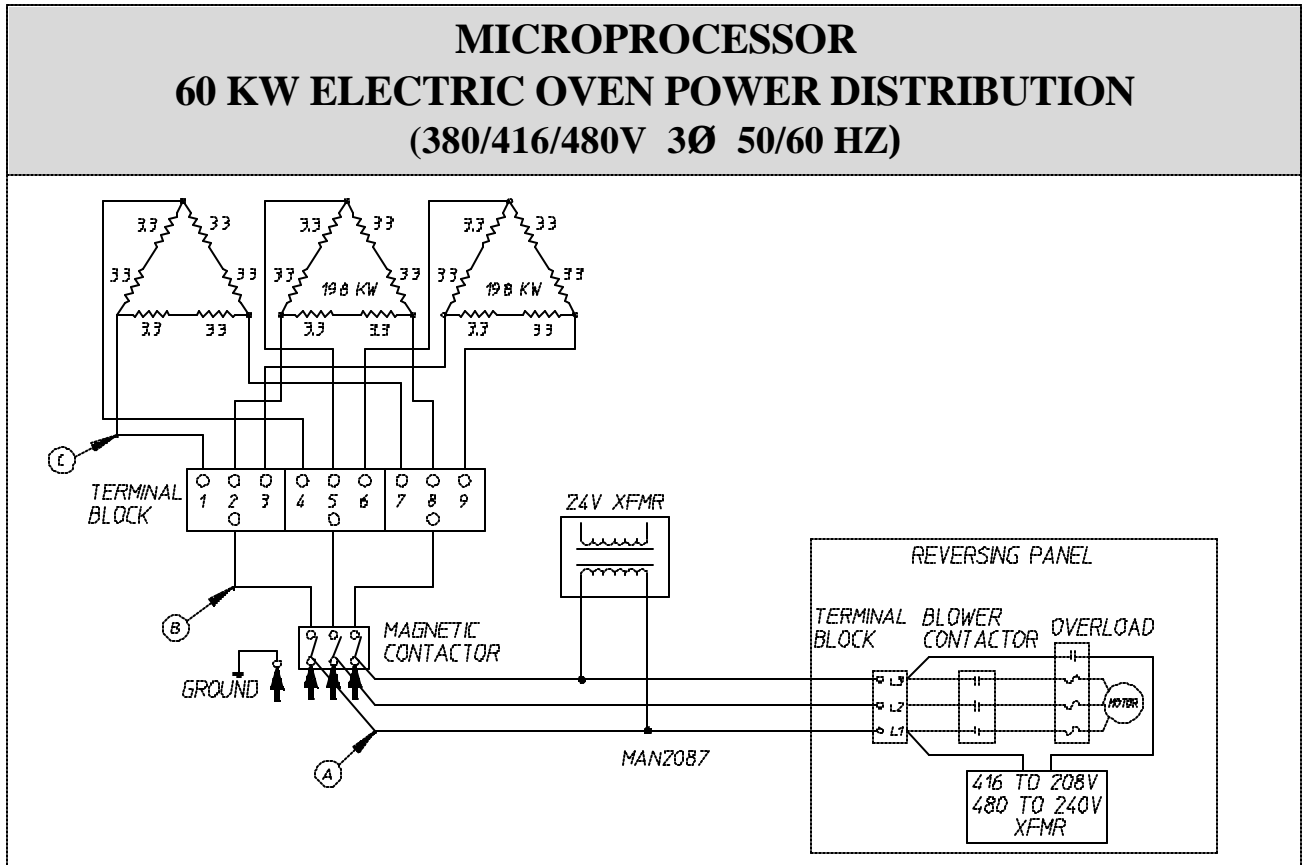 MICROPROCESSOR
60 KW ELECTRIC OVEN POWER DISTRIBUTION
(380/416/480V 3Ø 50/60 HZ)
3.3 3.3 3.3 3.3 3.3 3.3
3.3 3.3 3.3 3.3 3.3 3.3
19.8 KW 19.8 KW
3.3 3.3 3.3 3.3 3.3 3.3
C
TERMINAL
BLOCK
1 2 3 4 5 6 7 8 9
24V XFMR
REVERSING PANEL
B
MAGNETIC
CONTACTOR
GROUND
TERMINAL
BLOCK
BLOWER
CONTACTOR
OVERLOAD
L3
L2
L1
MOTOR
A
MAN2087
416 TO 208V
480 TO 240V
XFMR